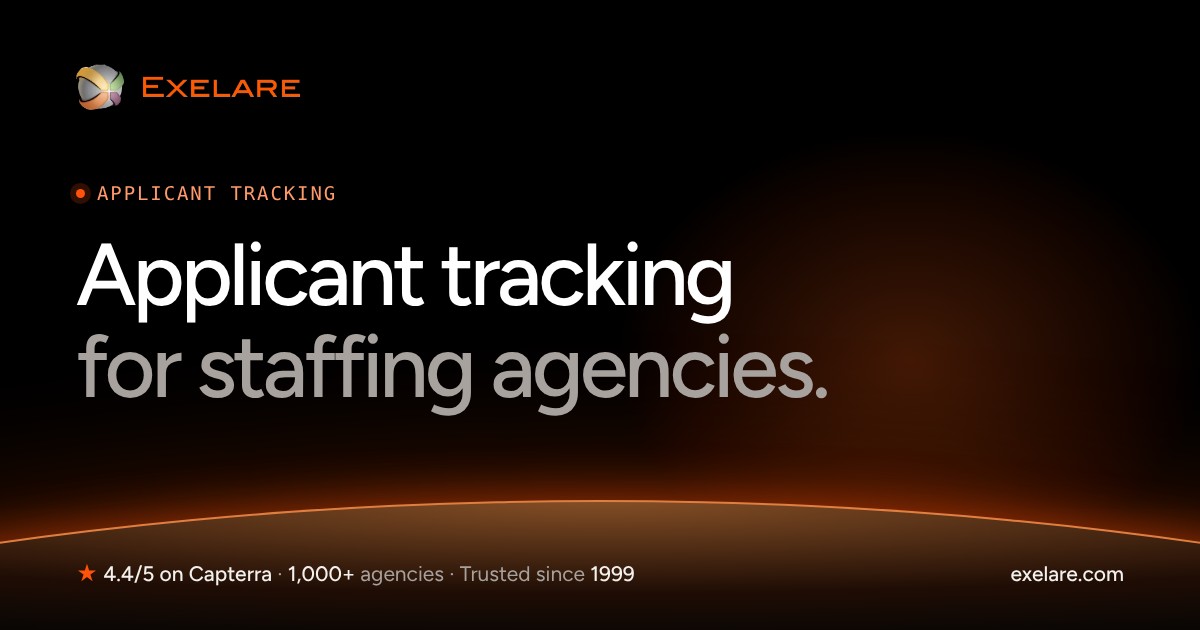 EXELARE
APPLICANT TRACKING
Applicant tracking
for staffing agencies.
★ 4.4/5 on Capterra · 1,000+ agencies · Trusted since 1999
exelare.com